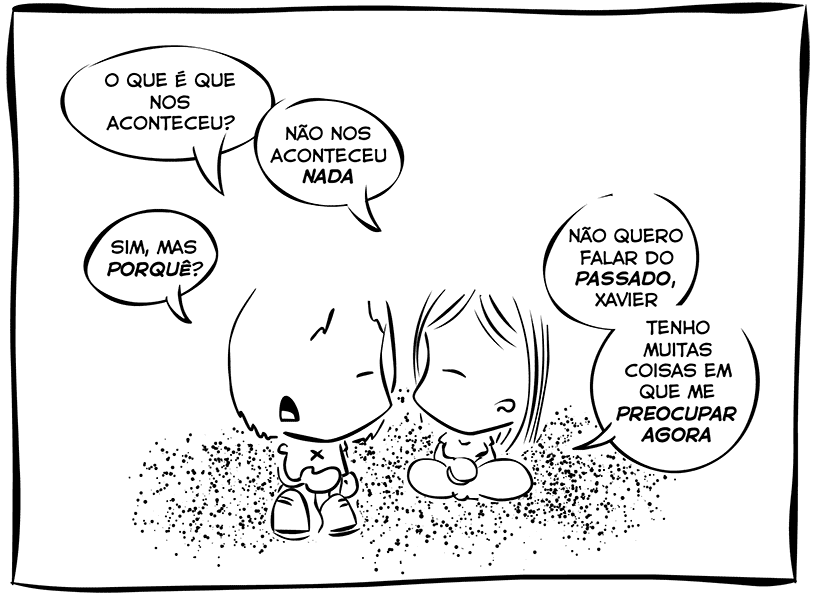 O QUE É QUE
NOS
ACONTECEU?
NÃO NOS
ACONTECEU
NADA
SIM, MAS
PORQUÊ?
NÃO QUERO
FALAR DO
PASSADO,
XAVIER
TENHO
MUITAS
COISAS EM
QUE ME
PREOCUPAR
AGORA